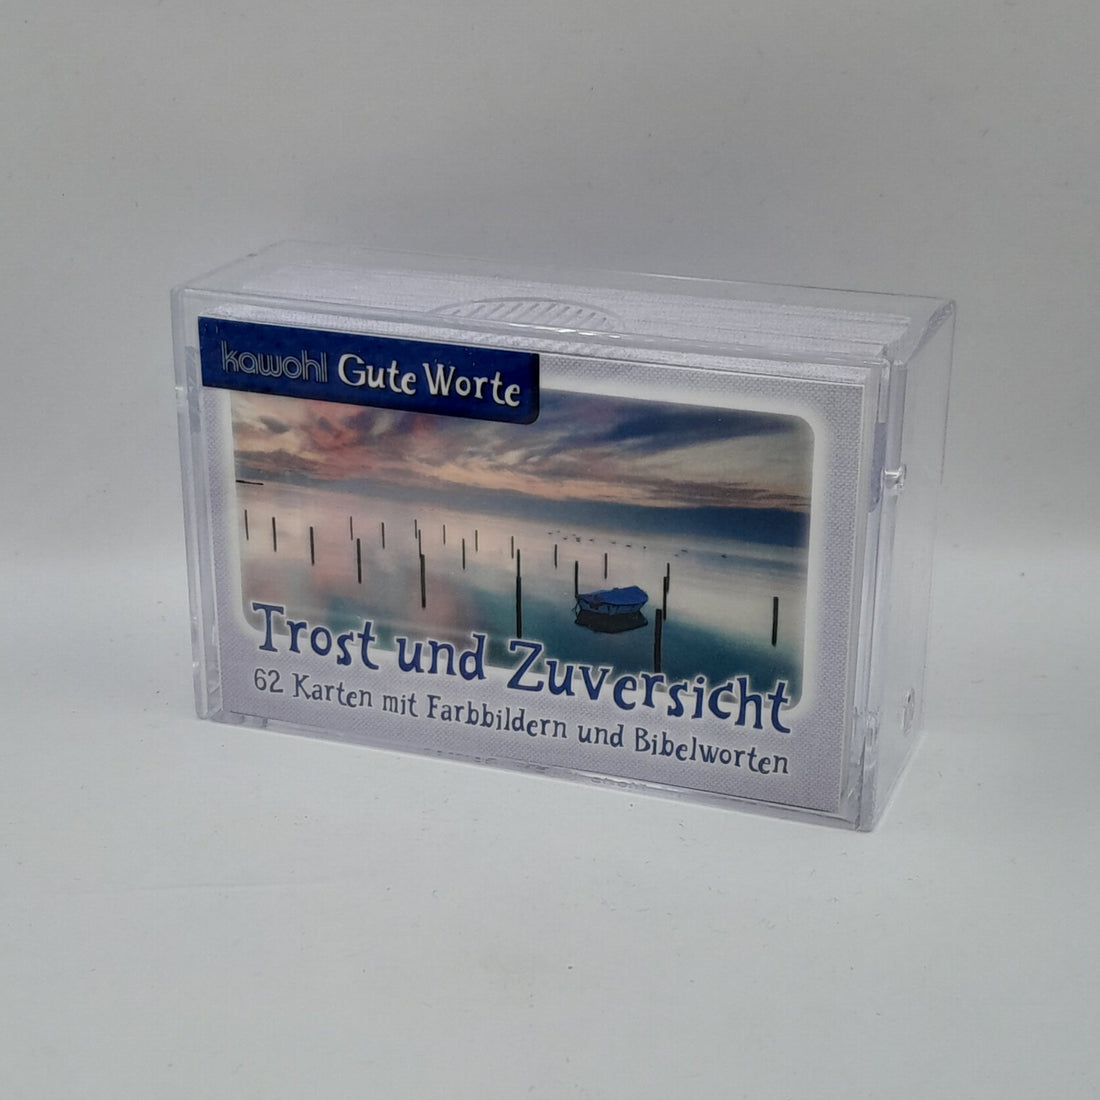 kawohl Gute Worte
Trost und Zuversicht
62 Karten mit Farbbildern und Bibelworten